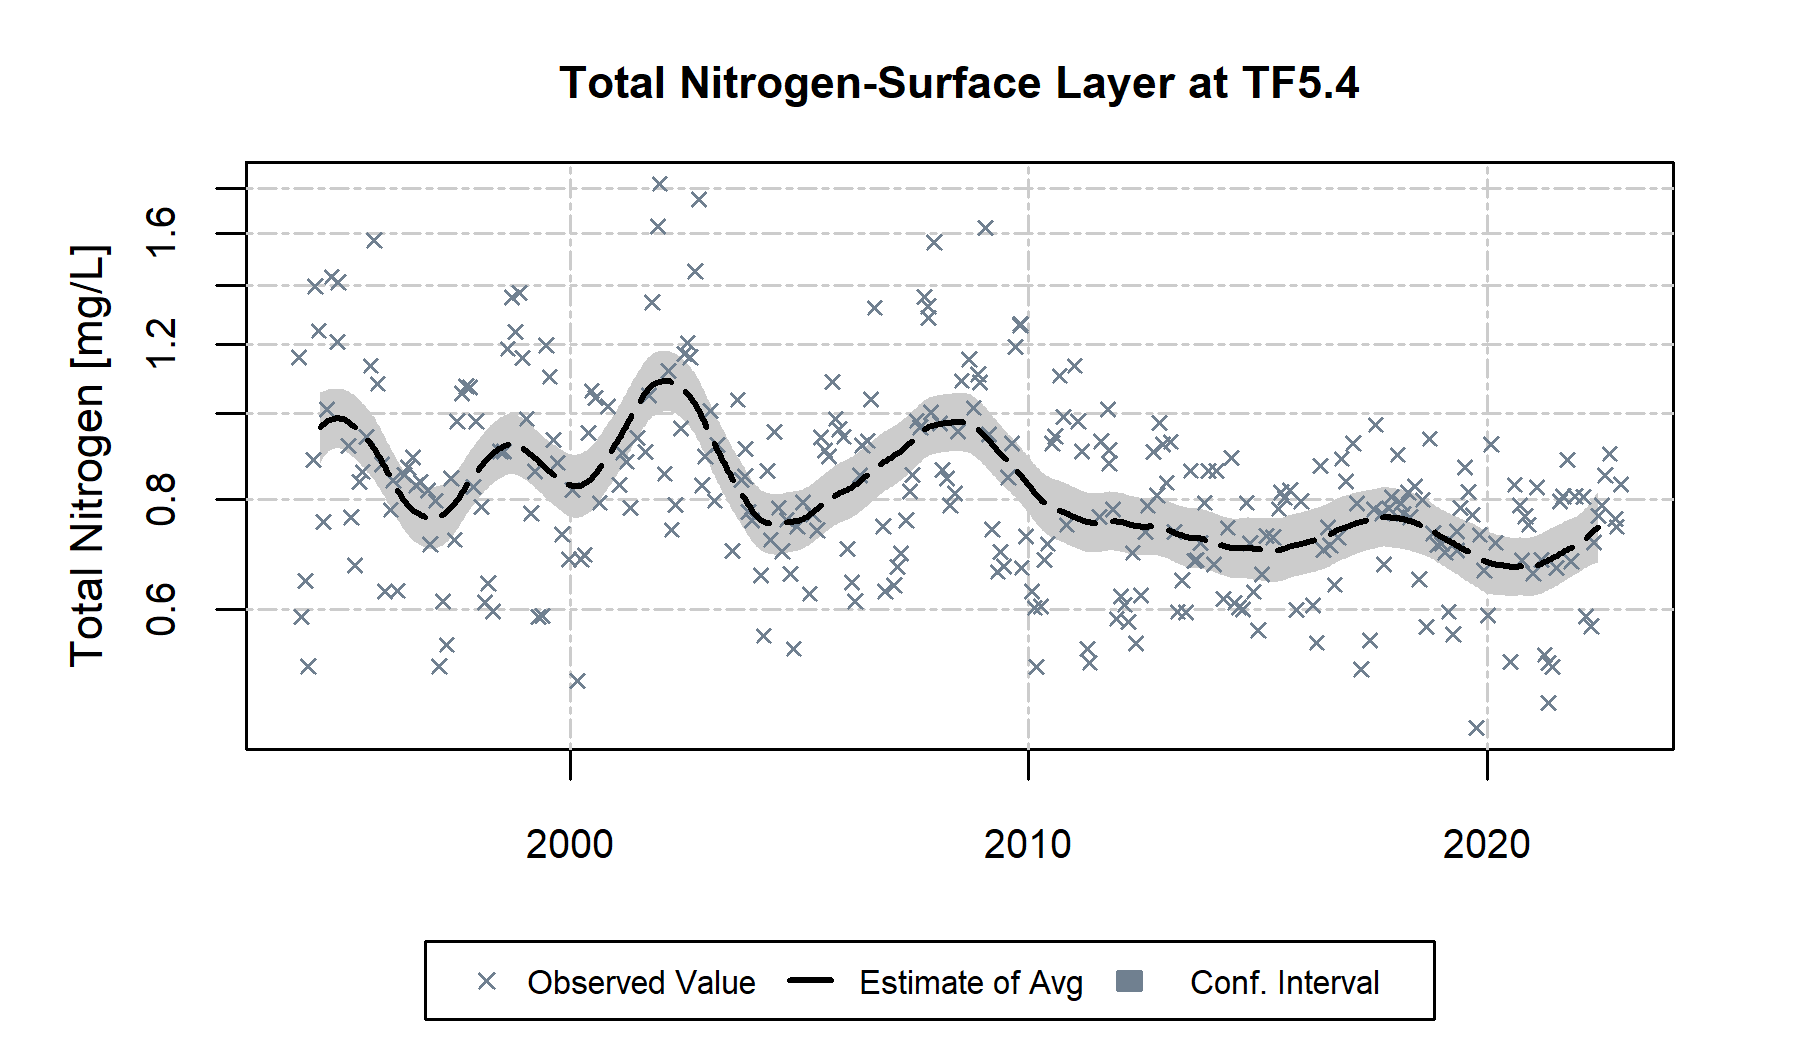 Total Nitrogen-Surface Layer at TF5.4
Total Nitrogen [mg/L]
1.6
1.2
0.8
0.6
2000 2010 2020
Observed Value Estimate of Avg Conf. Interval